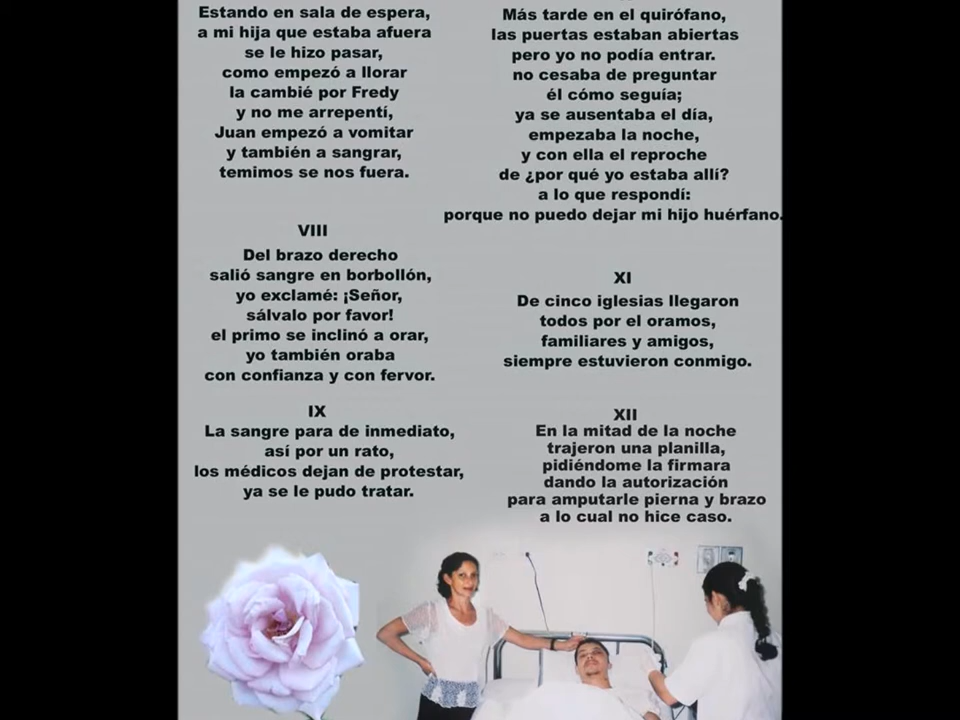 Estando en sala de espera,
a mi hija que estaba afuera
se le hizo pasar,
como empezó a llorar
la cambié por Fredy
y no me arrepentí,
Juan empezó a vomitar
y también a sangrar,
temimos se nos fuera.
VIII
Del brazo derecho
salió sangre en borbollón,
yo exclamé: ¡Señor,
sálvalo por favor!
el primo se inclinó a orar,
yo también oraba
con confianza y con fervor.
IX
La sangre para de inmediato,
así por un rato,
los médicos dejan de protestar,
ya se le pudo tratar.
Más tarde en el quirófano,
las puertas estaban abiertas
pero yo no podía entrar.
no cesaba de preguntar
él cómo seguía;
ya se ausentaba el día,
empezaba la noche,
y con ella el reproche
de ¿por qué yo estaba allí?
a lo que respondí:
porque no puedo dejar mi hijo huérfano.
XI
De cinco iglesias llegaron
todos por el oramos,
familiares y amigos,
siempre estuvieron conmigo.
XII
En la mitad de la noche
trajeron una planilla,
pidiéndome la firmara
dando la autorización
para amputarle pierna y brazo
a lo cual no hice caso.